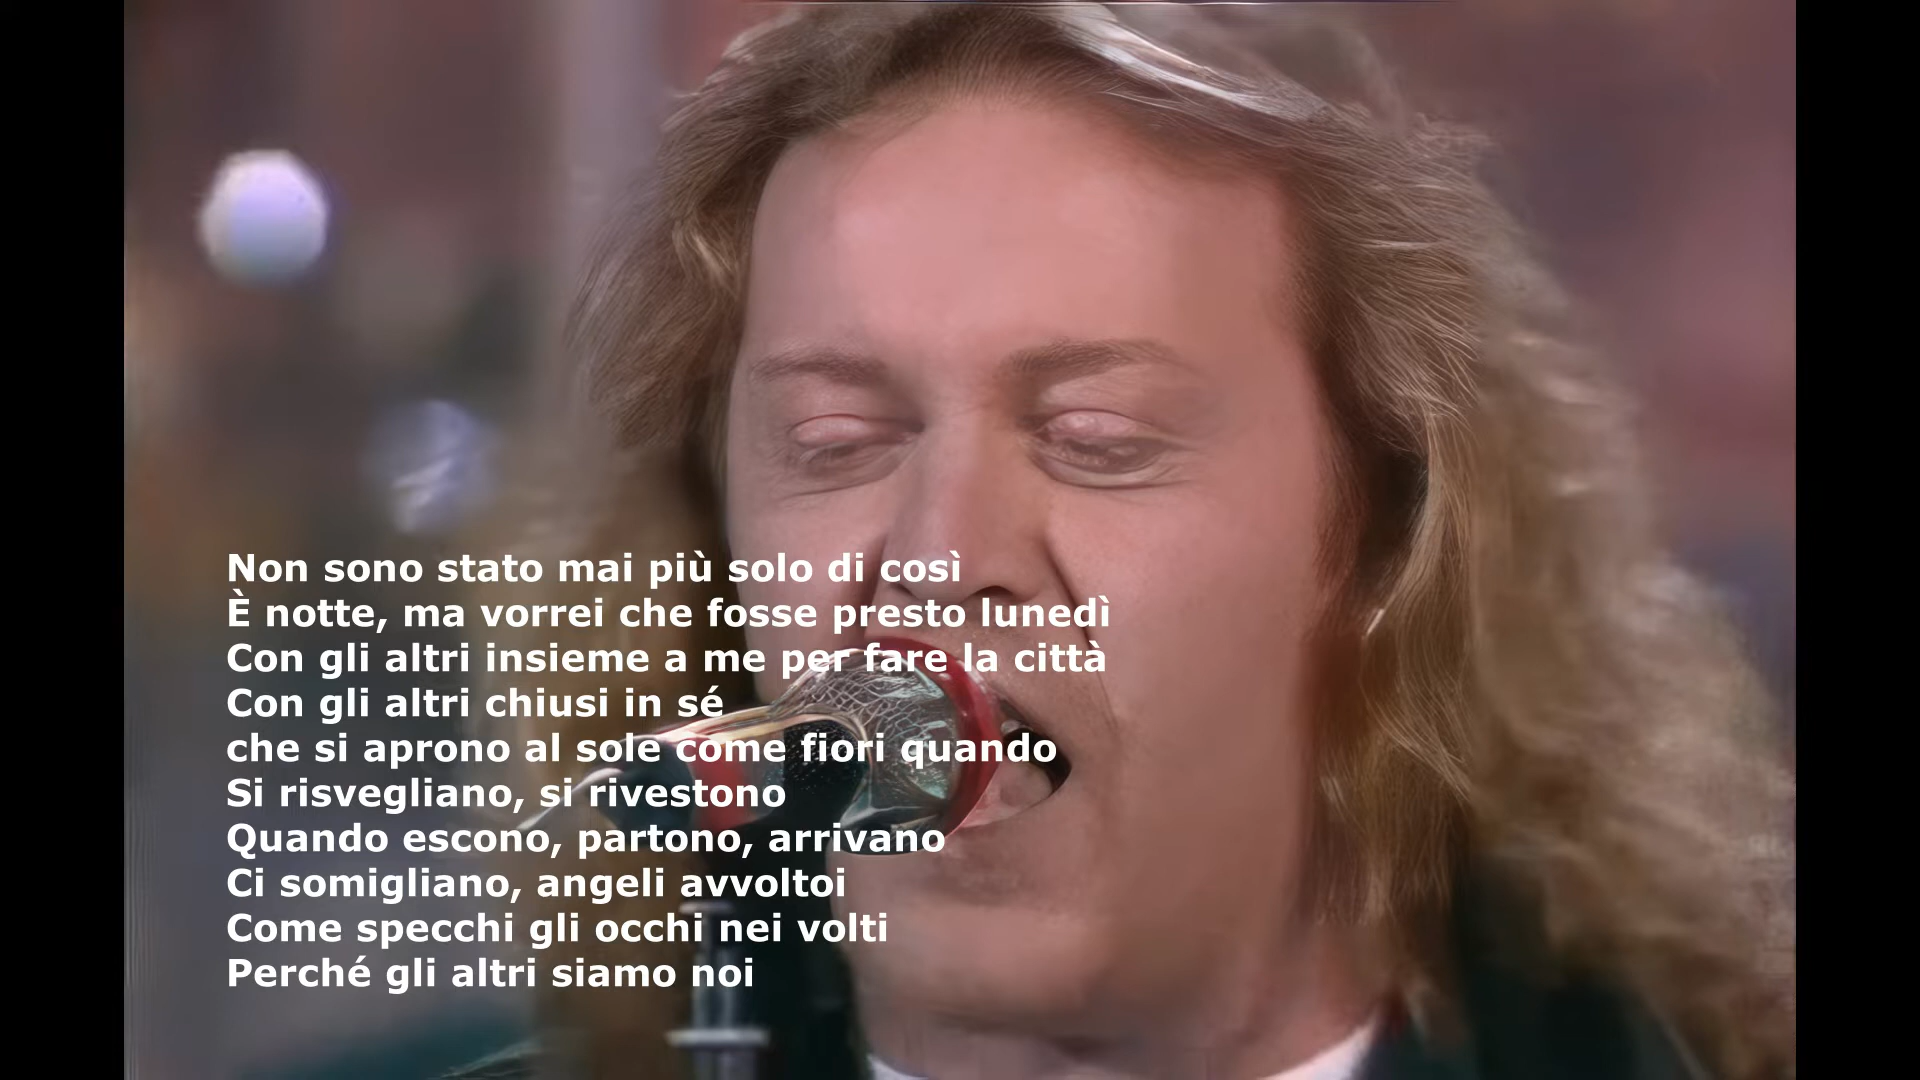 Non sono stato mai più solo di così
È notte, ma vorrei che fosse presto lunedì
Con gli altri insieme a me per fare la città
Con gli altri chiusi in sé
che si aprono al sole come fiori quando
Si risvegliano, si rivestono
Quando escono, partono, arrivano
Ci somigliano, angeli avvoltoi
Come specchi gli occhi nei volti
Perché gli altri siamo noi